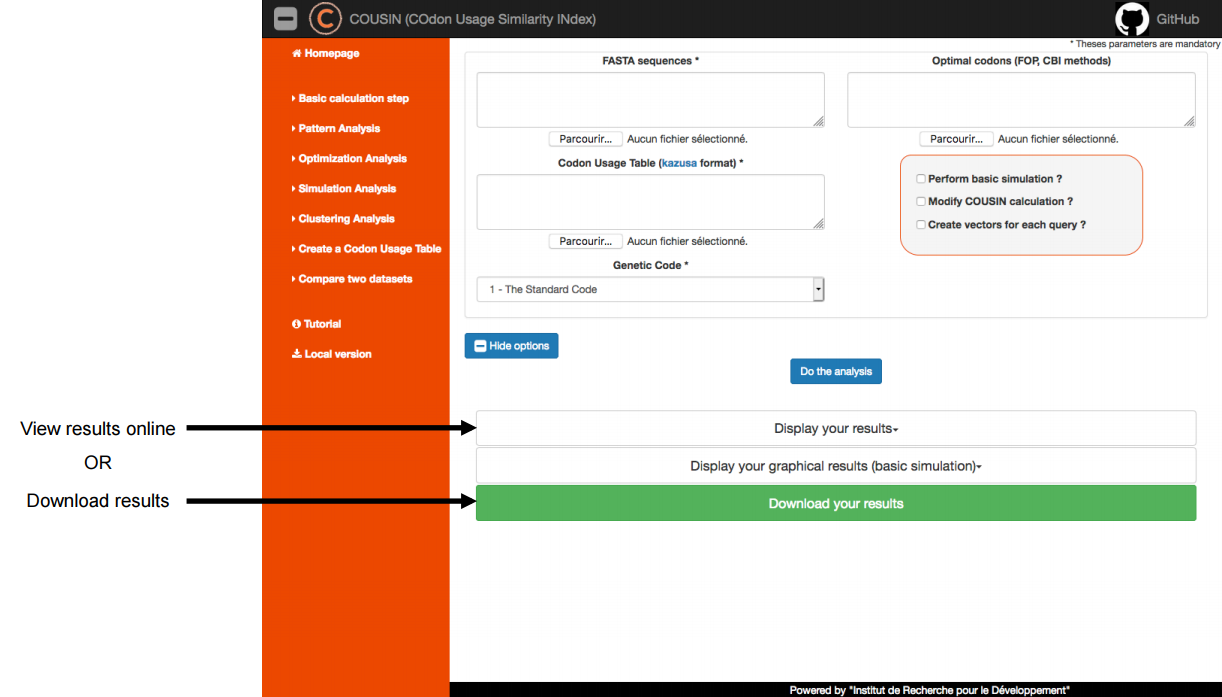 COUSIN (COdon Usage Similarity INdex)
GitHub
* Theses parameters are mandatory
Homepage
Basic calculation step
Pattern Analysis
Optimization Analysis
Simulation Analysis
Clustering Analysis
Create a Codon Usage Table
Compare two datasets
Tutorial
Local version
FASTA sequences *
Parcourir... Aucun fichier sélectionné.
Codon Usage Table (kazusa format) *
Parcourir... Aucun fichier sélectionné.
Genetic Code *
1 - The Standard Code
Optimal codons (FOP, CBI methods)
Parcourir... Aucun fichier sélectionné.
Perform basic simulation ?
Modify COUSIN calculation ?
Create vectors for each query ?
Hide options
Do the analysis
View results online
OR
Download results
Display your results
Display your graphical results (basic simulation)
Download your results
Powered by "Institut de Recherche pour le Développement"